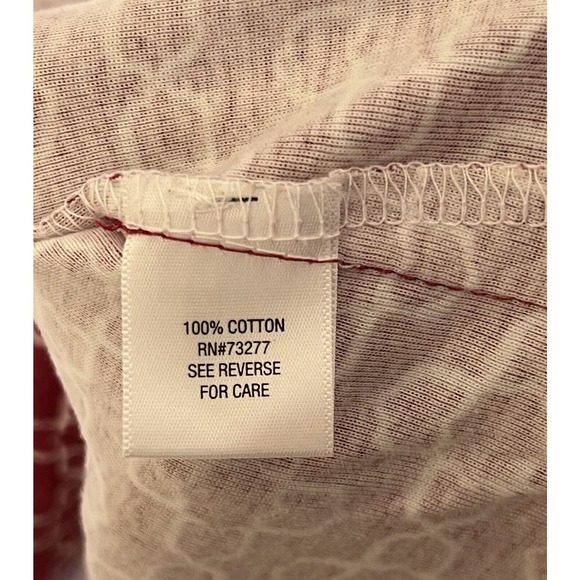 100% COTTON
RN#73277
SEE REVERSE
FOR CARE